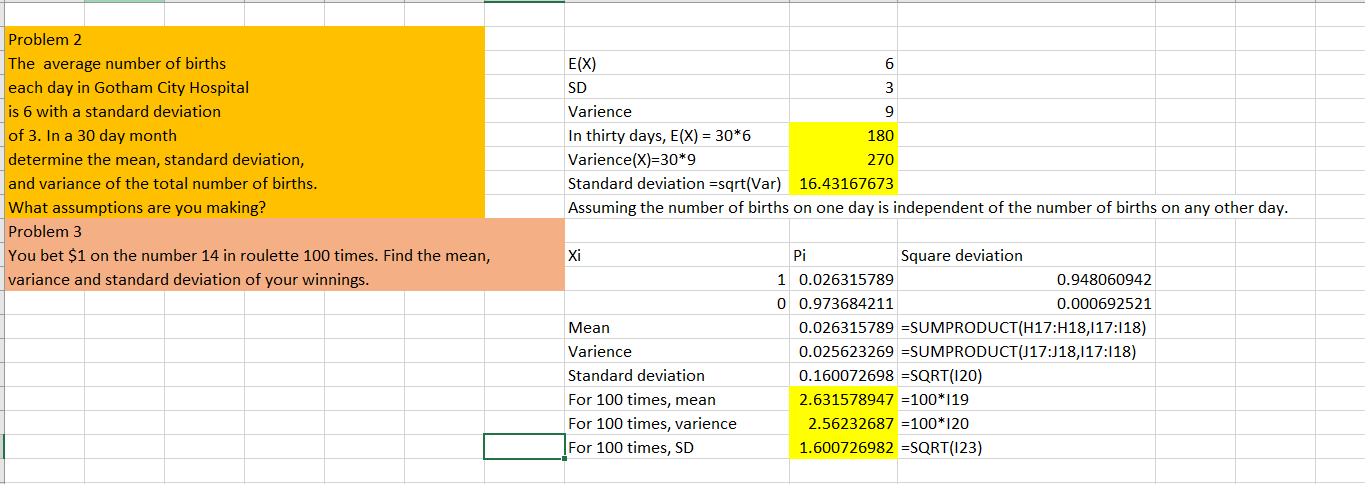 Problem 2
The  average number of births
E(X) 6
each day in Gotham City Hospital
SD 3
is 6 with a standard deviation
Varience 9
of 3. In a 30 day month
In thirty days, E(X) = 30*6 180
determine the mean, standard deviation,
Varience(X)=30*9 270
and variance of the total number of births.
Standard deviation =sqrt(Var) 16.43167673
What assumptions are you making?
Assuming the number of births on one day is independent of the number of births on any other day.
Problem 3
You bet $1 on the number 14 in roulette 100 times. Find the mean,
Xi Pi Square deviation
variance and standard deviation of your winnings.
1 0.026315789 0.948060942
0 0.973684211 0.000692521
Mean 0.026315789 =SUMPRODUCT(H17:H18,I17:I18)
Varience 0.025623269 =SUMPRODUCT(J17:J18,I17:I18)
Standard deviation 0.160072698 =SQRT(I20)
For 100 times, mean 2.631578947 =100*I19
For 100 times, varience 2.56232687 =100*I20
For 100 times, SD 1.600726982 =SQRT(I23)